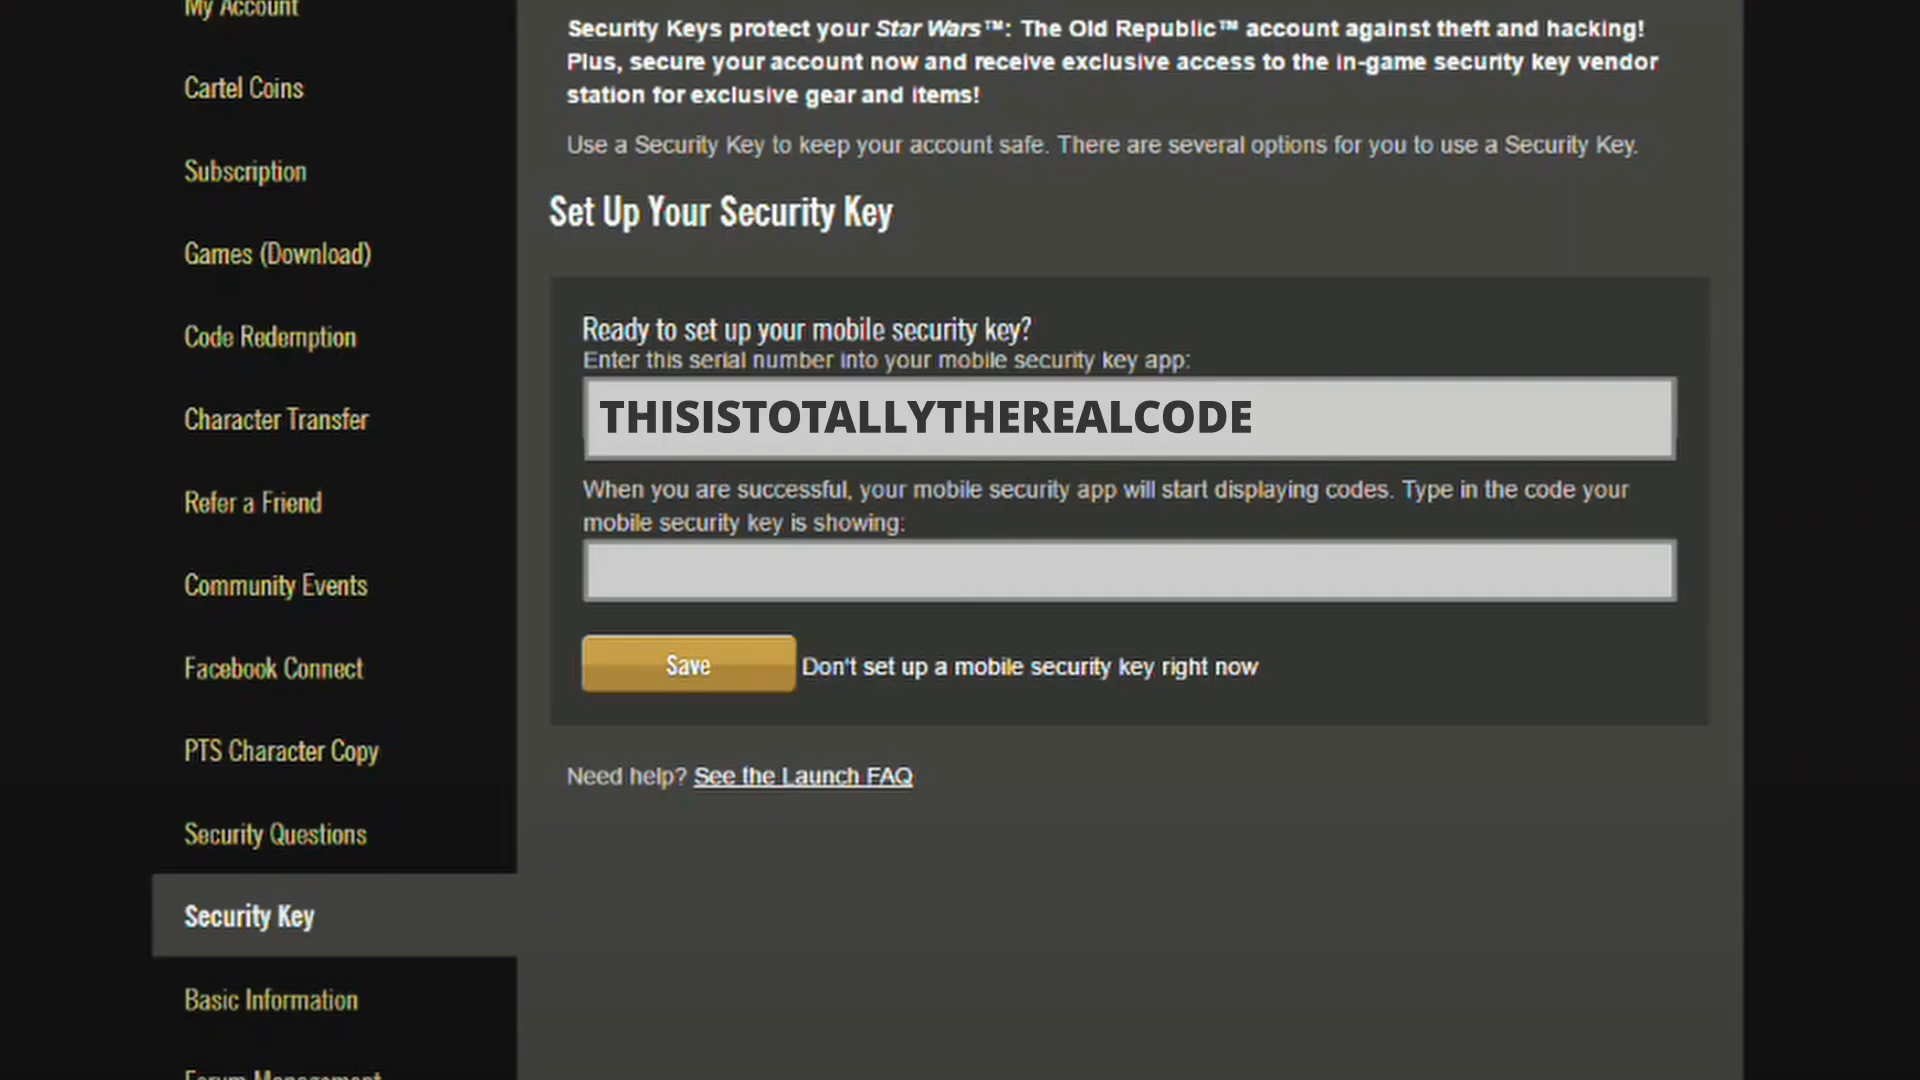 My Account
Cartel Coins
Subscription
Games (Download)
Code Redemption
Character Transfer
Refer a Friend
Community Events
Facebook Connect
PTS Character Copy
Security Questions
Security Key
Basic Information
Forum Management
Security Keys protect your Star Wars™: The Old Republic™ account against theft and hacking!
Plus, secure your account now and receive exclusive access to the in-game security key vendor
station for exclusive gear and items!
Use a Security Key to keep your account safe. There are several options for you to use a Security Key.
Set Up Your Security Key
Ready to set up your mobile security key?
Enter this serial number into your mobile security key app:
THISISTOTALLYTHEREALCODE
When you are successful, your mobile security app will start displaying codes. Type in the code your
mobile security key is showing:
Save Don't set up a mobile security key right now
Need help? See the Launch FAQ